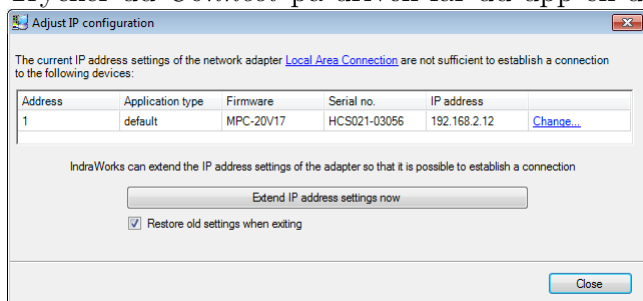 Adjust IP configuration
The current IP address settings of the network adapter Local Area Connection are not sufficient to establish a connection
to the following devices:
Address Application type Firmware Serial no. IP address
1 default MPC-20V17 HCS021-03056 192.168.2.12 Change...
IndraWorks can extend the IP address settings of the adapter so that it is possible to establish a connection
Extend IP address settings now
Restore old settings when exiting
Close